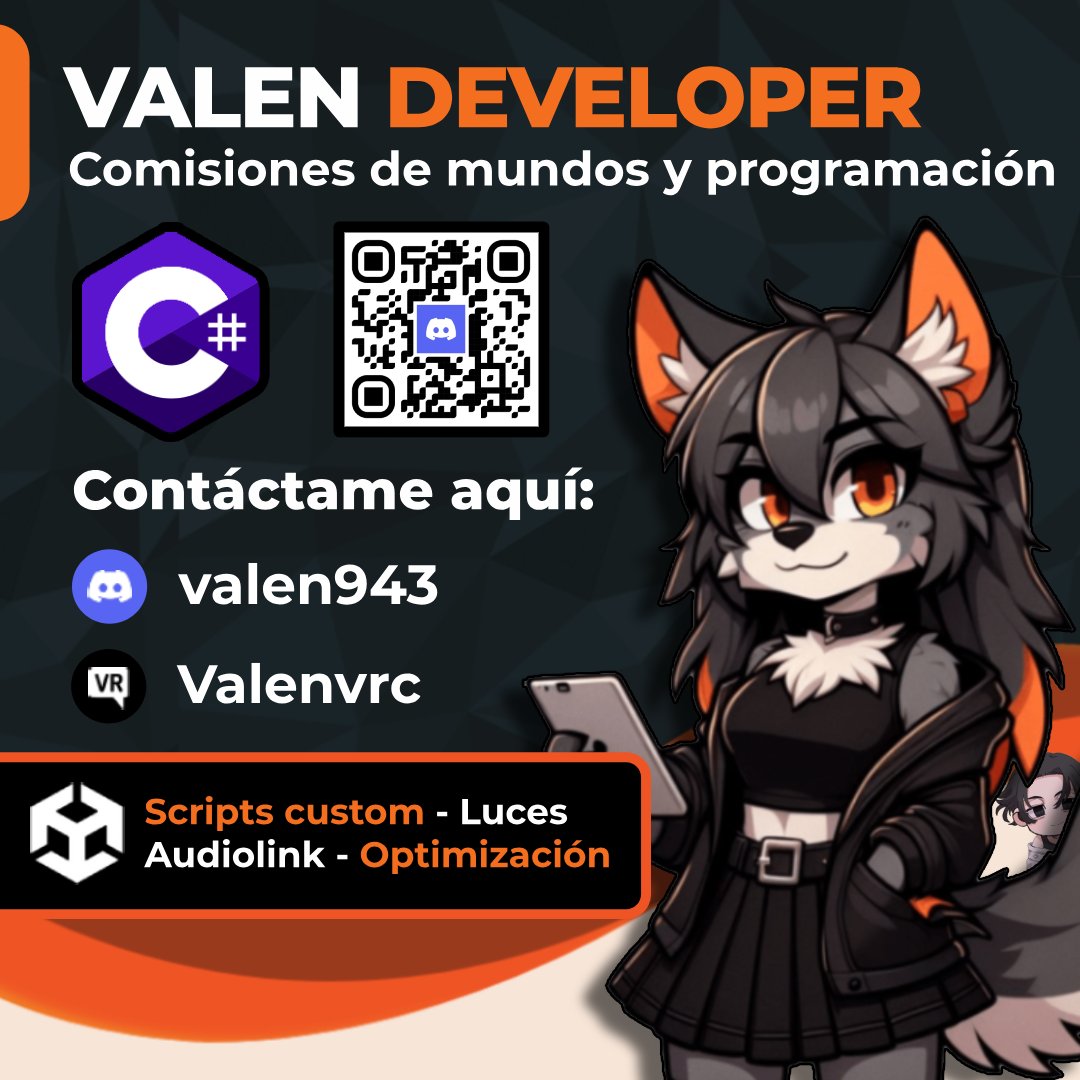 VALEN DEVELOPER
Comisiones de mundos y programación
C#
Contáctame aquí:
valen943
VR
Valenvrc
Scripts custom - Luces
Audiolink - Optimización